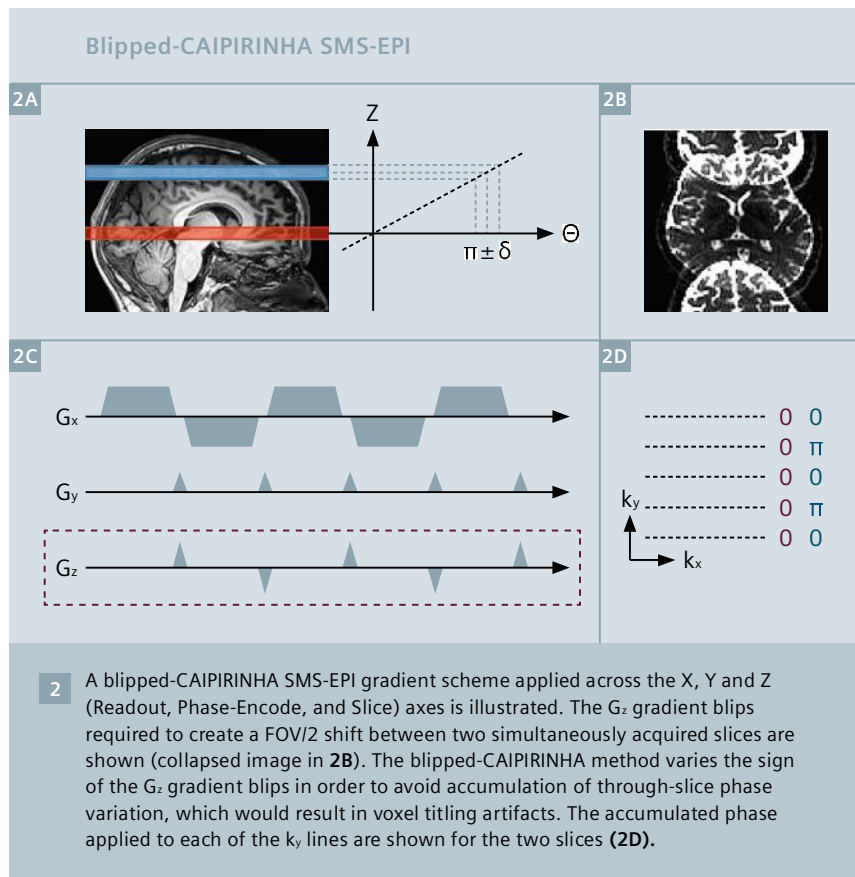 Blipped-CAIPIRINHA SMS-EPI
2A
Z
Θ
π ± δ
2B
2C
Gx
Gy
Gz
2D
0 0
0 π
0 0
0 π
0 0
ky
kx
2
A blipped-CAIPIRINHA SMS-EPI gradient scheme applied across the X, Y and Z
(Readout, Phase-Encode, and Slice) axes is illustrated. The Gz gradient blips
required to create a FOV/2 shift between two simultaneously acquired slices are
shown (collapsed image in 2B). The blipped-CAIPIRINHA method varies the sign
of the Gz gradient blips in order to avoid accumulation of through-slice phase
variation, which would result in voxel titling artifacts. The accumulated phase
applied to each of the ky lines are shown for the two slices (2D).